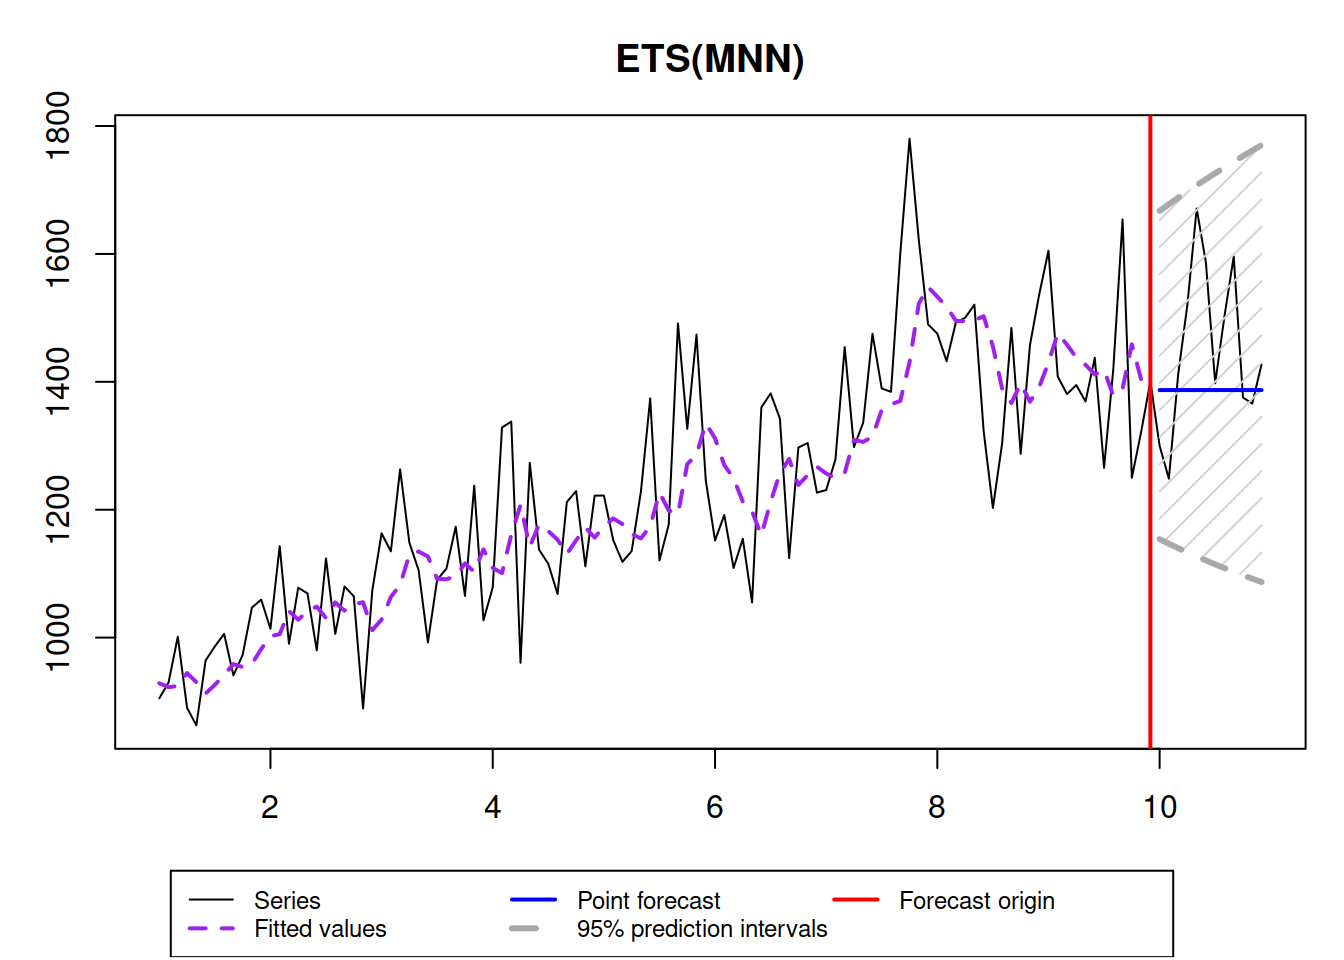 ETS(MNN)
1800
1600
1400
1200
1000
2 4 6 8 10
Series Point forecast Forecast origin
Fitted values 95% prediction intervals